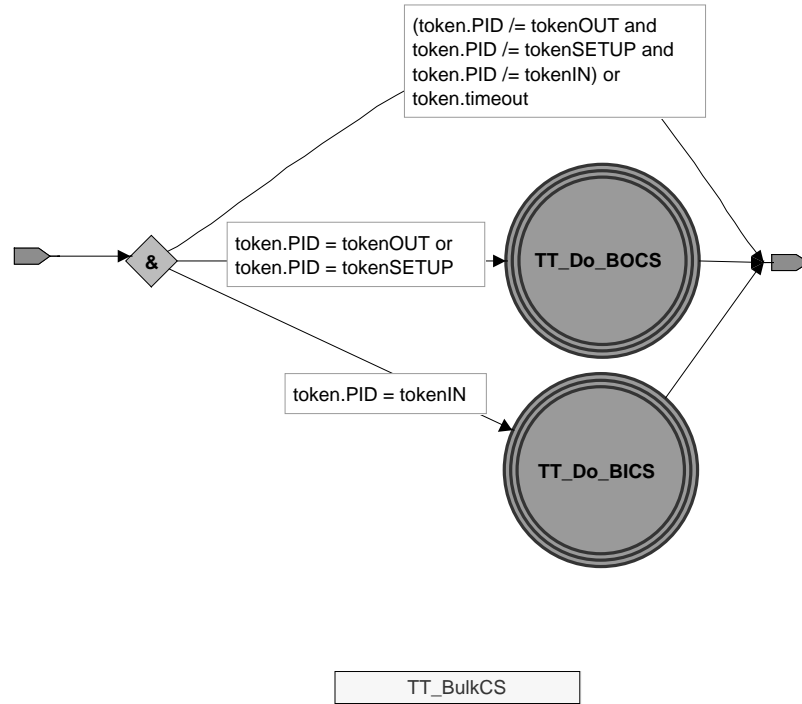 (token.PID /= tokenOUT and
token.PID /= tokenSETUP and
token.PID /= tokenIN) or
token.timeout
&
token.PID = tokenOUT or
token.PID = tokenSETUP
TT_Do_BOCS
token.PID = tokenIN
TT_Do_BICS
TT_BulkCS